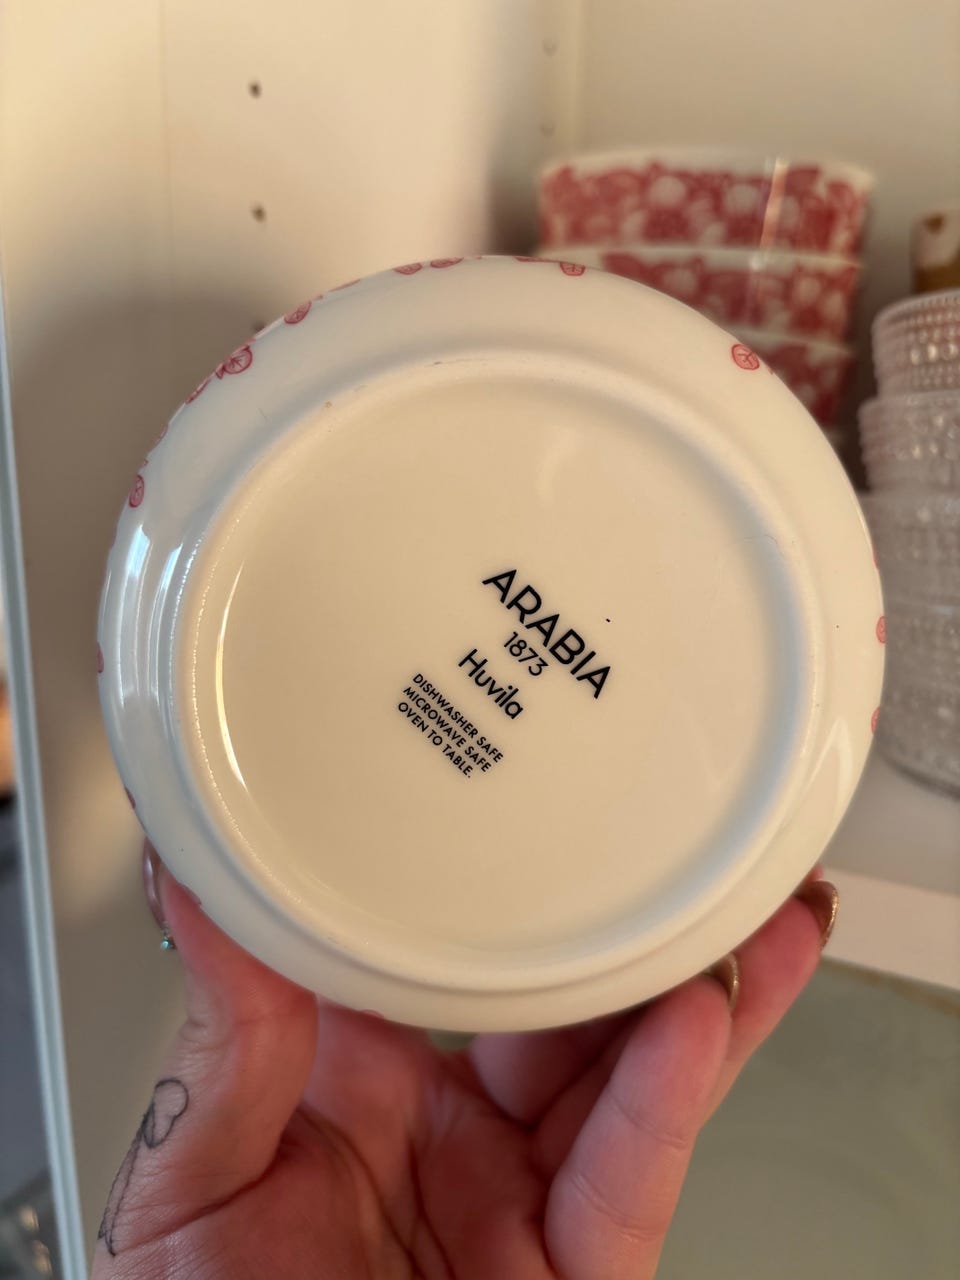 ARABIA
1873
Huvila
DISHWASHER SAFE
MICROWAVE SAFE
OVEN TO TABLE.